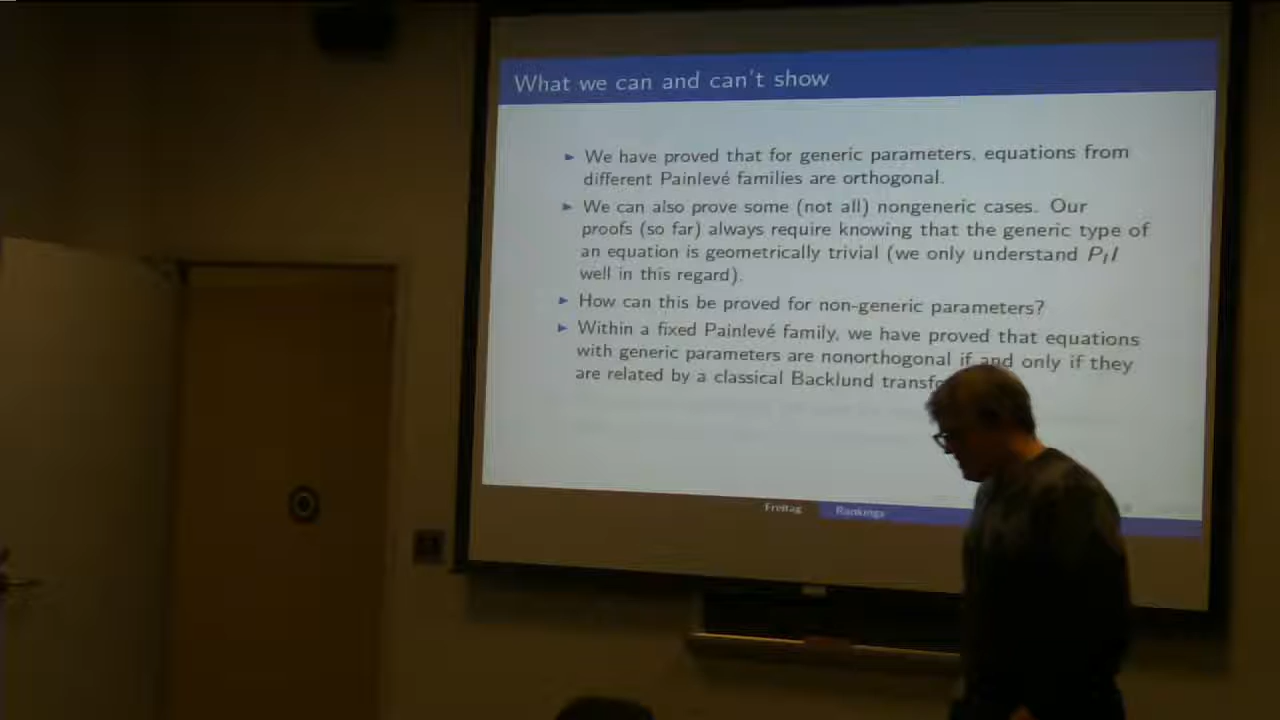 What we can and can't show
We have proved that for generic parameters, equations from
different Painlevé families are orthogonal.
We can also prove some (not all) nongeneric cases. Our
proofs (so far) always require knowing that the generic type of
an equation is geometrically trivial (we only understand P_II
well in this regard).
How can this be proved for non-generic parameters?
Within a fixed Painlevé family, we have proved that equations
with generic parameters are nonorthogonal if and only if they
are related by a classical Backlund transfo
Freitag Rankings